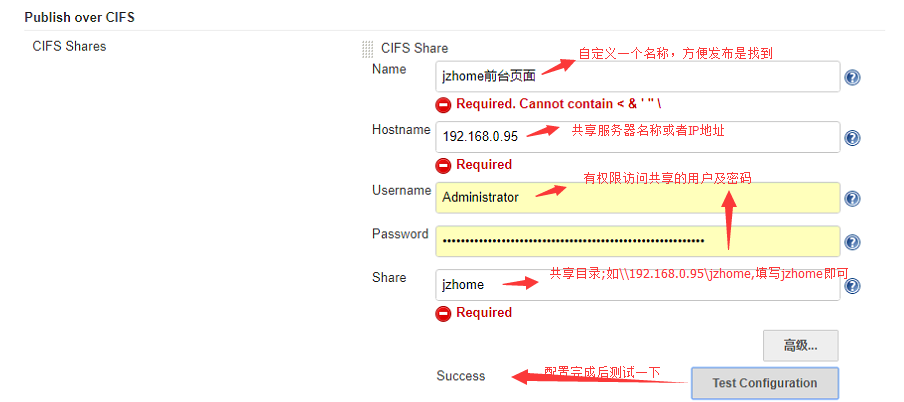 Publish over CIFS
CIFS Shares
CIFS Share
自定义一个名称，方便发布是找到
Name
jzhome前台页面
Required. Cannot contain < & ' " \
Hostname
192.168.0.95
共享服务器名称或者IP地址
Required
有权限访问共享的用户及密码
Username
Administrator
Password
Share
jzhome
共享目录;如\\192.168.0.95\jzhome,填写jzhome即可
Required
高级...
Success
配置完成后测试一下
Test Configuration